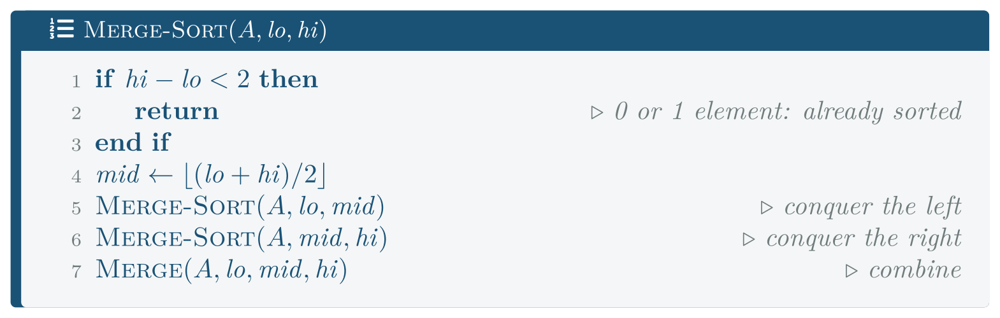 MERGE-SORT(A, lo, hi)
1 if hi − lo < 2 then
2 return ▷ 0 or 1 element: already sorted
3 end if
4 mid ← ⌊(lo + hi)/2⌋
5 MERGE-SORT(A, lo, mid) ▷ conquer the left
6 MERGE-SORT(A, mid, hi) ▷ conquer the right
7 MERGE(A, lo, mid, hi) ▷ combine